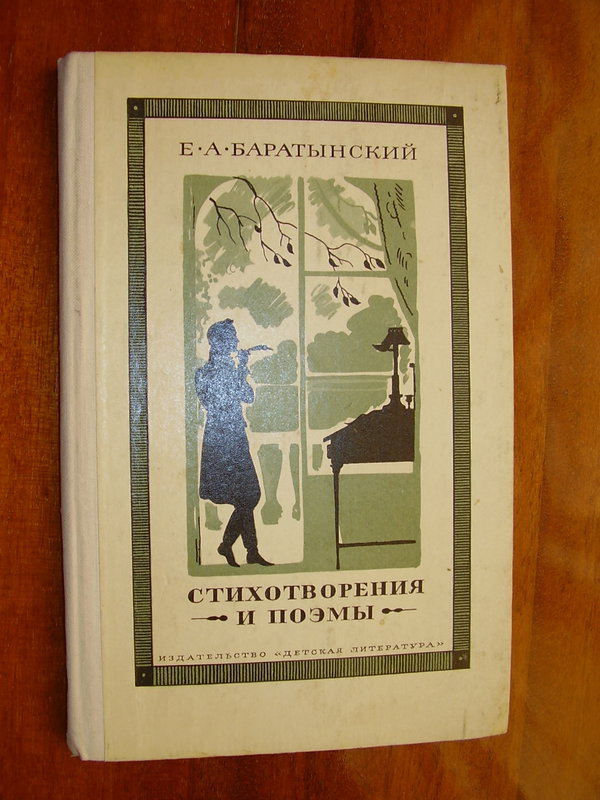 Е·А·БАРАТЫНСКИЙ
СТИХОТВОРЕНИЯ
И ПОЭМЫ
ИЗДАТЕЛЬСТВО «ДЕТСКАЯ ЛИТЕРАТУРА»